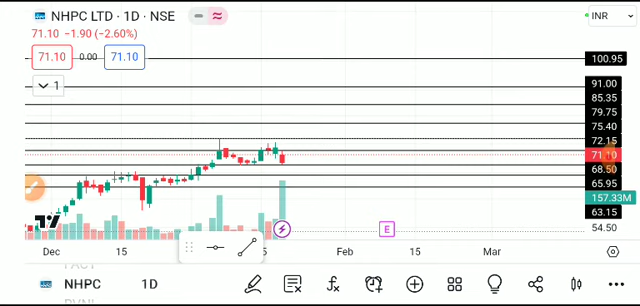 NHPC LTD · 1D · NSE
INR
71.10 −1.90 (−2.60%)
71.10 0.00 71.10
1
100.95
91.00
85.35
79.75
75.40
72.15
71.10
68.50
65.95
157.33M
63.15
54.50
Dec 15 Feb Mar
E
NHPC 1D